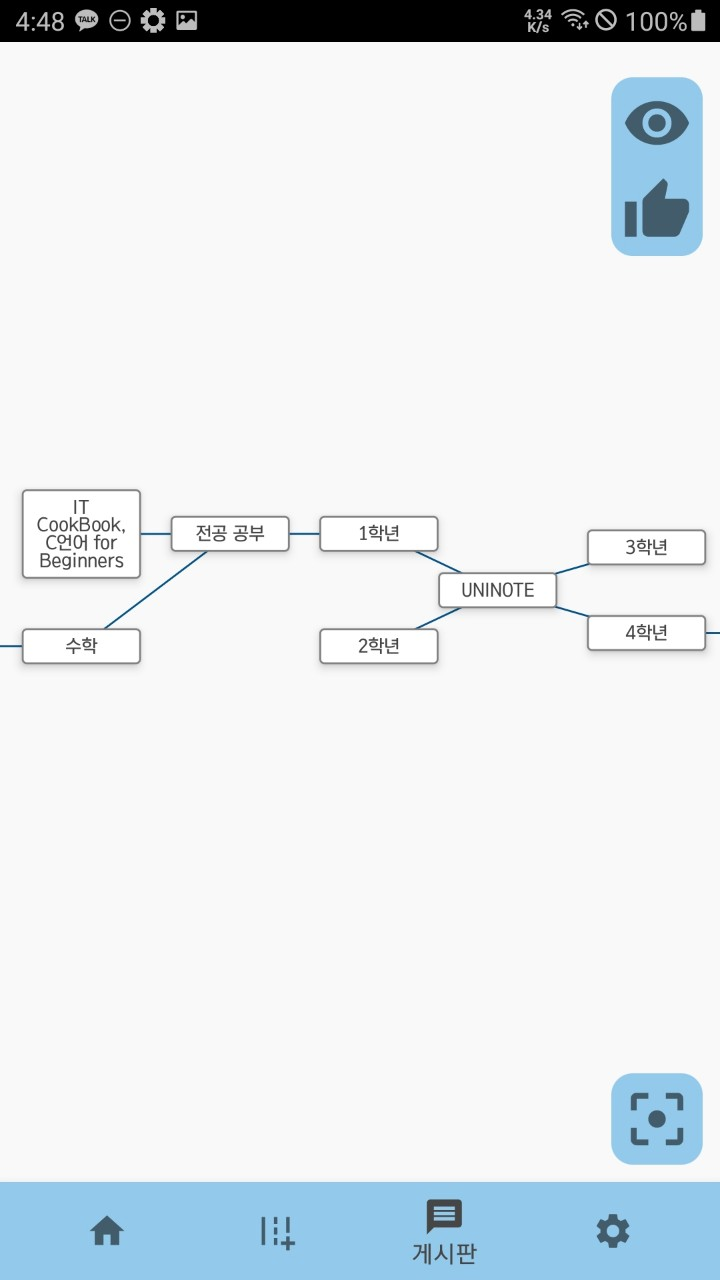 4:48
TALK
4.34
K/s
100%
IT
CookBook,
C언어 for
Beginners
전공 공부
1학년
3학년
UNINOTE
4학년
수학
2학년
게시판